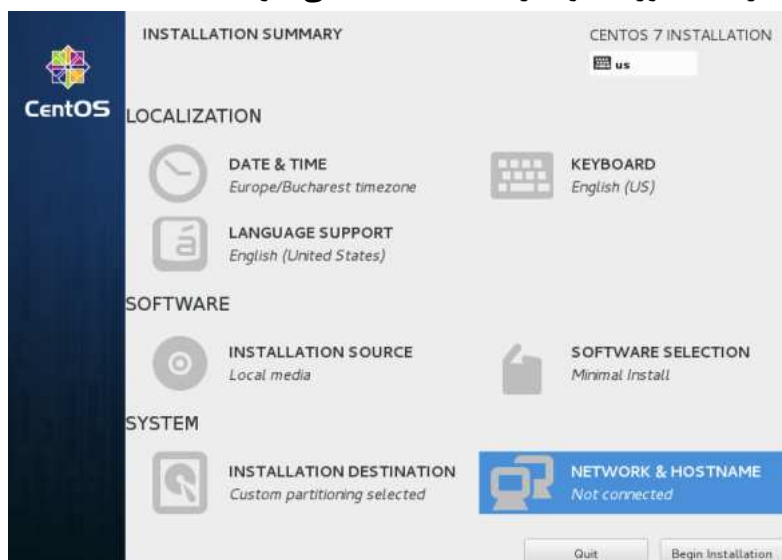 INSTALLATION SUMMARY
CENTOS 7 INSTALLATION
us
CentOS
LOCALIZATION
DATE & TIME
Europe/Bucharest timezone
KEYBOARD
English (US)
á
LANGUAGE SUPPORT
English (United States)
SOFTWARE
INSTALLATION SOURCE
Local media
SOFTWARE SELECTION
Minimal Install
SYSTEM
INSTALLATION DESTINATION
Custom partitioning selected
NETWORK & HOSTNAME
Not connected
Quit
Begin Installation